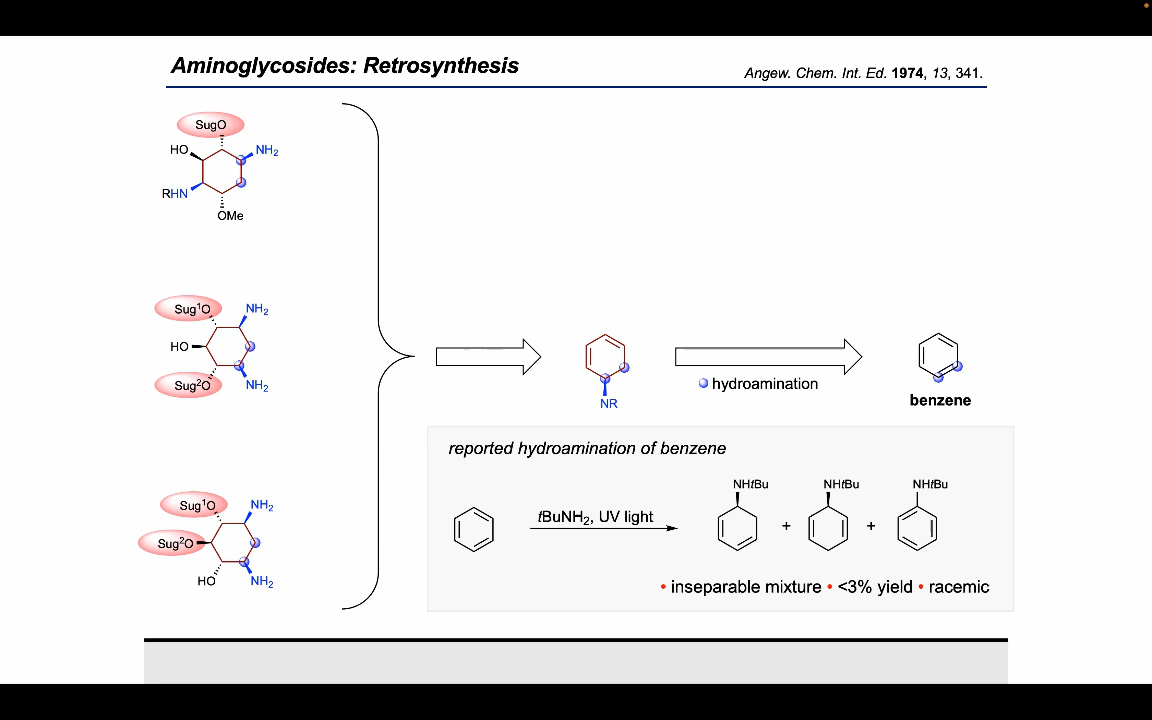 Aminoglycosides: Retrosynthesis
Angew. Chem. Int. Ed. 1974, 13, 341.
SugO
HO
NH₂
RHN
OMe
Sug¹O
NH₂
HO
Sug²O
NH₂
Sug¹O
NH₂
Sug²O
HO
NH₂
NR
hydroamination
benzene
reported hydroamination of benzene
tBuNH₂, UV light
NHtBu
NHtBu
NHtBu
+
+
• inseparable mixture • <3% yield • racemic